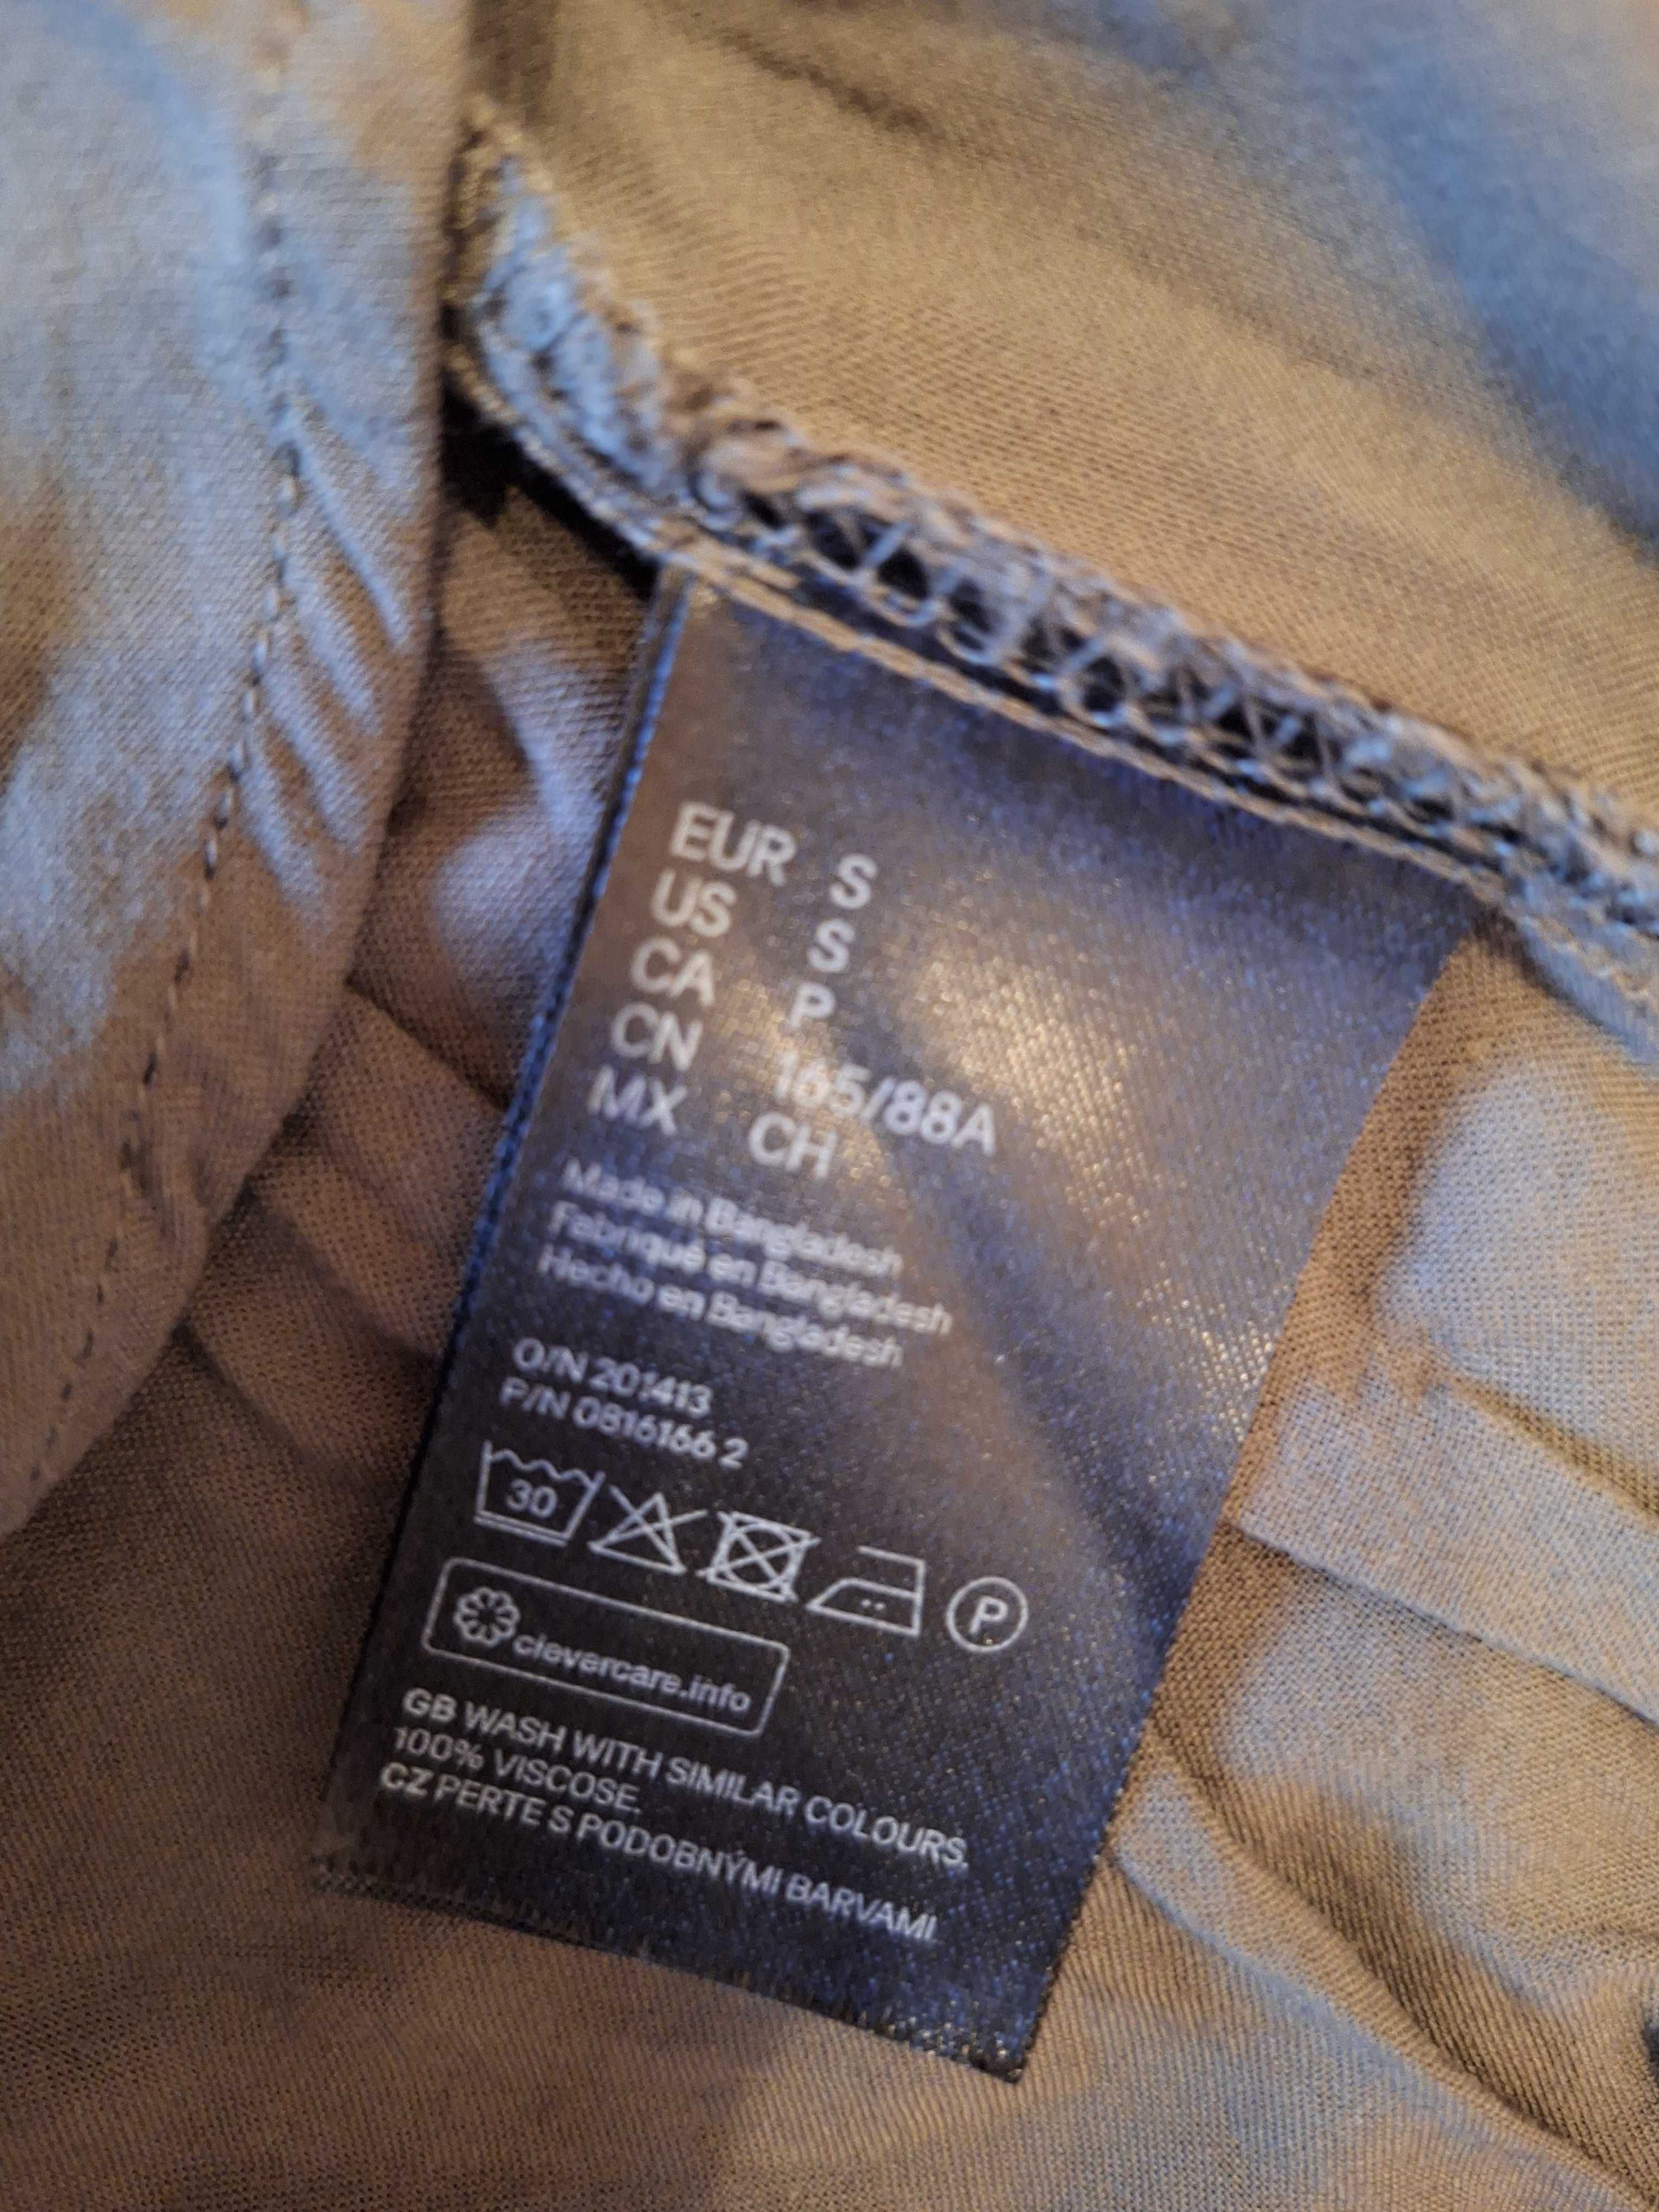 EUR S
US S
CA P
CN 165/88A
MX CH
Made in Bangladesh
Fabriqué en Bangladesh
Hecho en Bangladesh
O/N 201413
P/N 0816166 2
30 P
clevercare.info
GB WASH WITH SIMILAR COLOURS.
100% VISCOSE.
CZ PERTE S PODOBNÝMI BARVAMI.